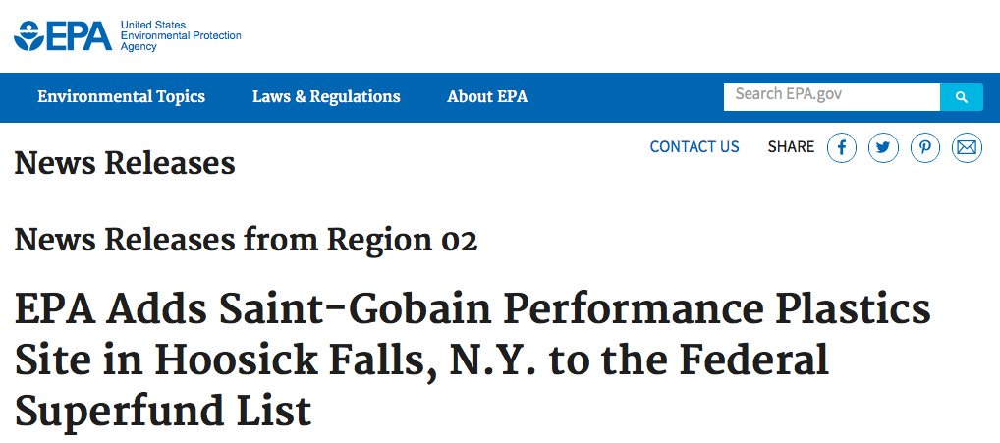 EPA
United States
Environmental Protection
Agency
Environmental Topics
Laws & Regulations
About EPA
Search EPA.gov
CONTACT US
SHARE
News Releases
News Releases from Region 02
EPA Adds Saint-Gobain Performance Plastics
Site in Hoosick Falls, N.Y. to the Federal
Superfund List